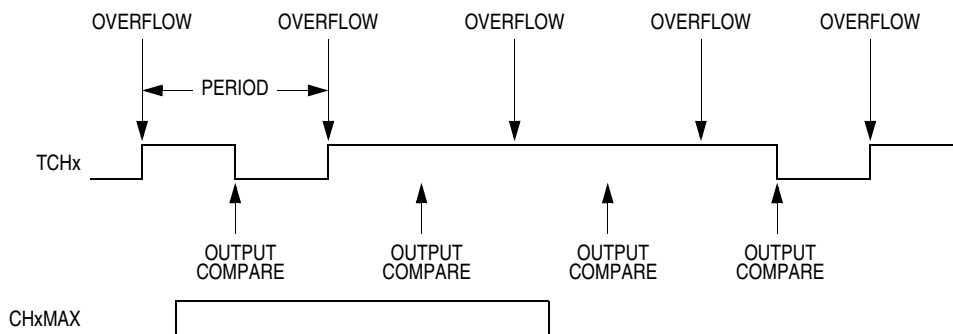 OVERFLOW OVERFLOW OVERFLOW OVERFLOW OVERFLOW
PERIOD
TCHx
OUTPUT COMPARE
OUTPUT COMPARE
OUTPUT COMPARE
OUTPUT COMPARE
CHxMAX